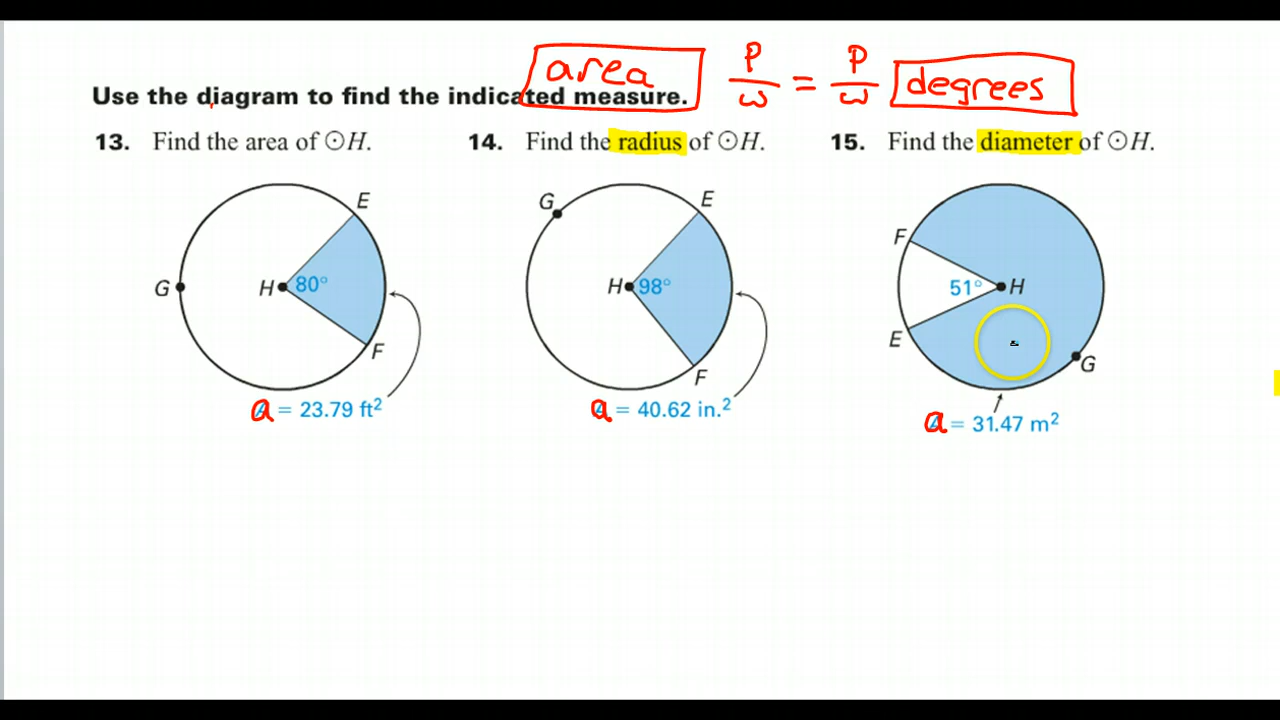 area P/w = P/w degrees
Use the diagram to find the indicated measure.
13. Find the area of ⊙H.
14. Find the radius of ⊙H.
15. Find the diameter of ⊙H.
E
G
H
80°
F
a = 23.79 ft²
G
E
H
98°
F
a = 40.62 in.²
F
51°
H
E
G
a = 31.47 m²